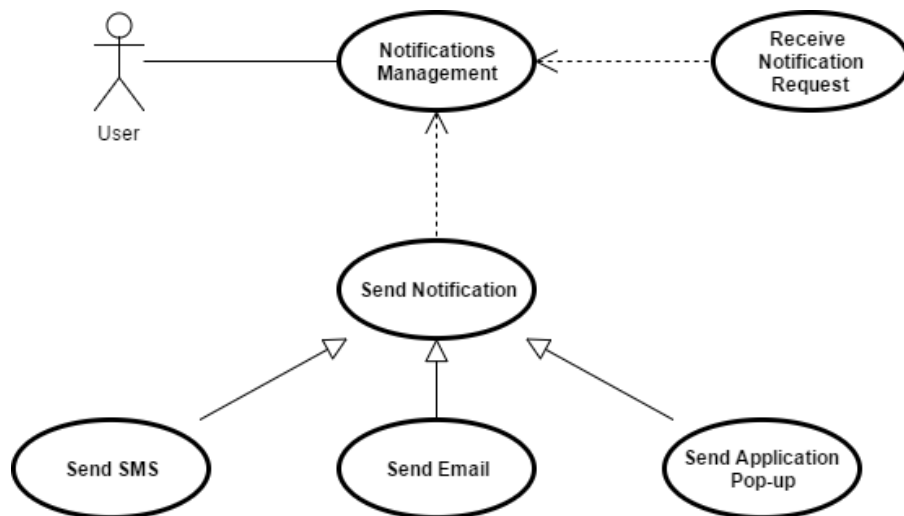 Notifications
Management
Receive
Notification
Request
User
Send Notification
Send SMS
Send Email
Send Application
Pop-up